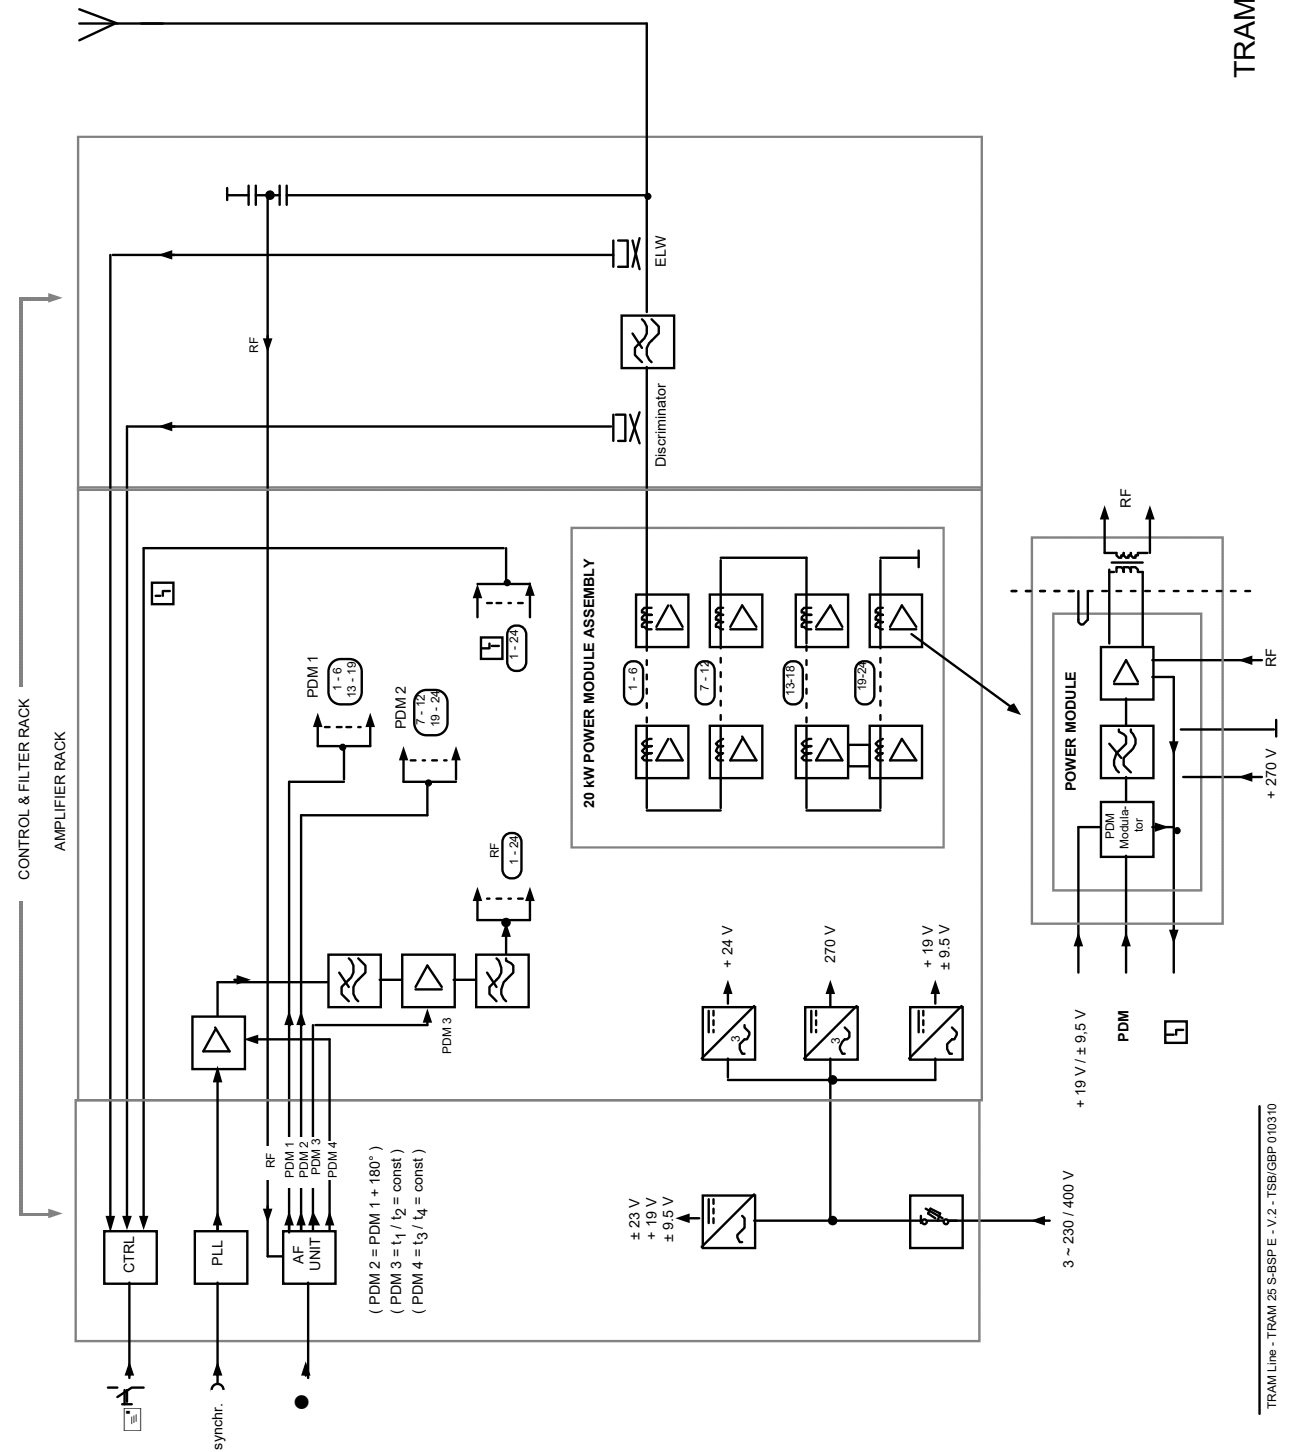 TRAM
CONTROL & FILTER RACK
AMPLIFIER RACK
ELW
RF
Discriminator
PDM 1
1 - 6
13 - 19
PDM 2
7 - 12
19 - 24
1 - 24
RF
1 - 24
20 kW POWER MODULE ASSEMBLY
1 - 6
7 - 12
13-18
19-24
RF
POWER MODULE
PDM
Modula-
tor
RF
+ 270 V
+ 19 V / ± 9,5 V
PDM
+ 24 V
270 V
+ 19 V
± 9.5 V
3
3
PDM 3
RF
PDM 1
PDM 2
PDM 3
PDM 4
CTRL
PLL
AF
UNIT
( PDM 2 = PDM 1 + 180° )
( PDM 3 = t1 / t2 = const )
( PDM 4 = t3 / t4 = const )
± 23 V
+ 19 V
± 9.5 V
3 ~ 230 / 400 V
synchr.
TRAM Line - TRAM 25 S-BSP E - V.2 - TSB/GBP 010310